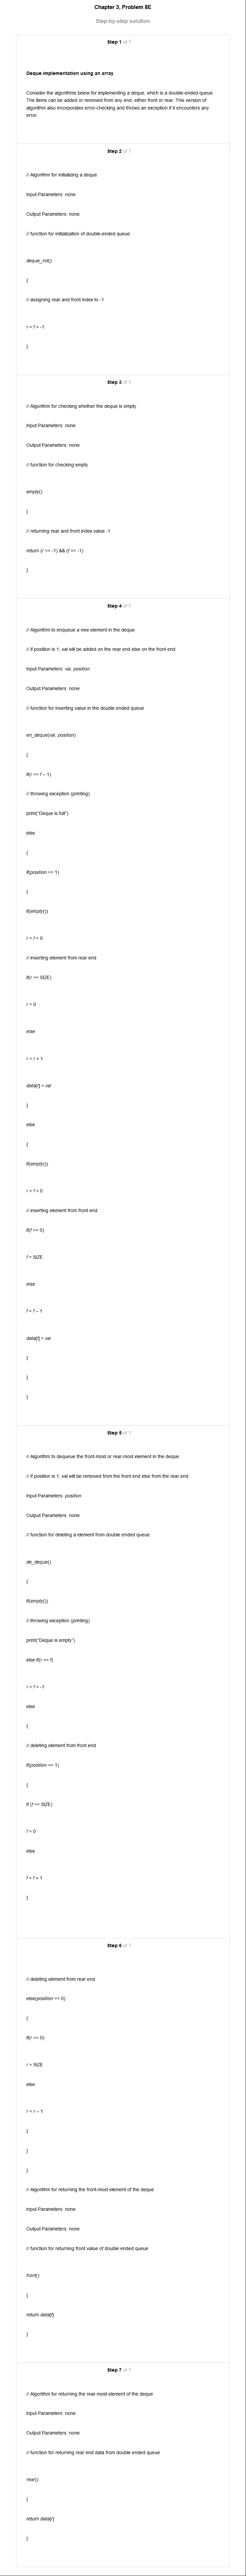 Chapter 3, Problem 8E
Step-by-step solution
Step 1 of 7
Deque implementation using an array
Consider the algorithms below for implementing a deque, which is a double-ended queue.
The items can be added or removed from any end, either front or rear. This version of
algorithm also incorporates error-checking and throws an exception if it encounters any
error.
Step 2 of 7
// Algorithm for initializing a deque
Input Parameters: none
Output Parameters: none
// function for initialization of double-ended queue
deque_init()
{
// assigning rear and front index to -1
r = f = -1
}
Step 3 of 7
// Algorithm for checking whether the deque is empty
Input Parameters: none
Output Parameters: none
// function for checking empty
empty()
{
// returning rear and front index value -1
return (r == -1) && (f == -1)
}
Step 4 of 7
// Algorithm to enqueue a new element in the deque
// If position is 1, val will be added on the rear end else on the front end
Input Parameters: val, position
Output Parameters: none
// function for inserting value in the double ended queue
en_deque(val, position)
{
if(r == f – 1)
// throwing exception (printing)
print("Deque is full")
else
{
if(position == 1)
{
if(empty())
r = f = 0
// inserting element from rear end
if(r == SIZE)
r = 0
else
r = r + 1
data[r] = val
}
else
{
if(empty())
r = f = 0
// inserting element from front end
if(f == 0)
f = SIZE
else
f = f – 1
data[f] = val
}
}
}
Step 5 of 7
// Algorithm to dequeue the front-most or rear-most element in the deque
// If position is 1, val will be removed from the front end else from the rear end
Input Parameters: position
Output Parameters: none
// function for deleting a element from double ended queue
de_deque()
{
if(empty())
// throwing exception (printing)
print("Deque is empty")
else if(r == f)
r = f = -1
else
{
// deleting element from front end
if(position == 1)
{
if (f == SIZE)
f = 0
else
f = f + 1
}
Step 6 of 7
// deleting element from rear end
else(position == 0)
{
if(r == 0)
r = SIZE
else
r = r – 1
}
}
}
// Algorithm for returning the front-most element of the deque
Input Parameters: none
Output Parameters: none
// function for returning front value of double ended queue
front()
{
return data[f]
}
Step 7 of 7
// Algorithm for returning the rear-most element of the deque
Input Parameters: none
Output Parameters: none
// function for returning rear end data from double ended queue
rear()
{
return data[r]
}